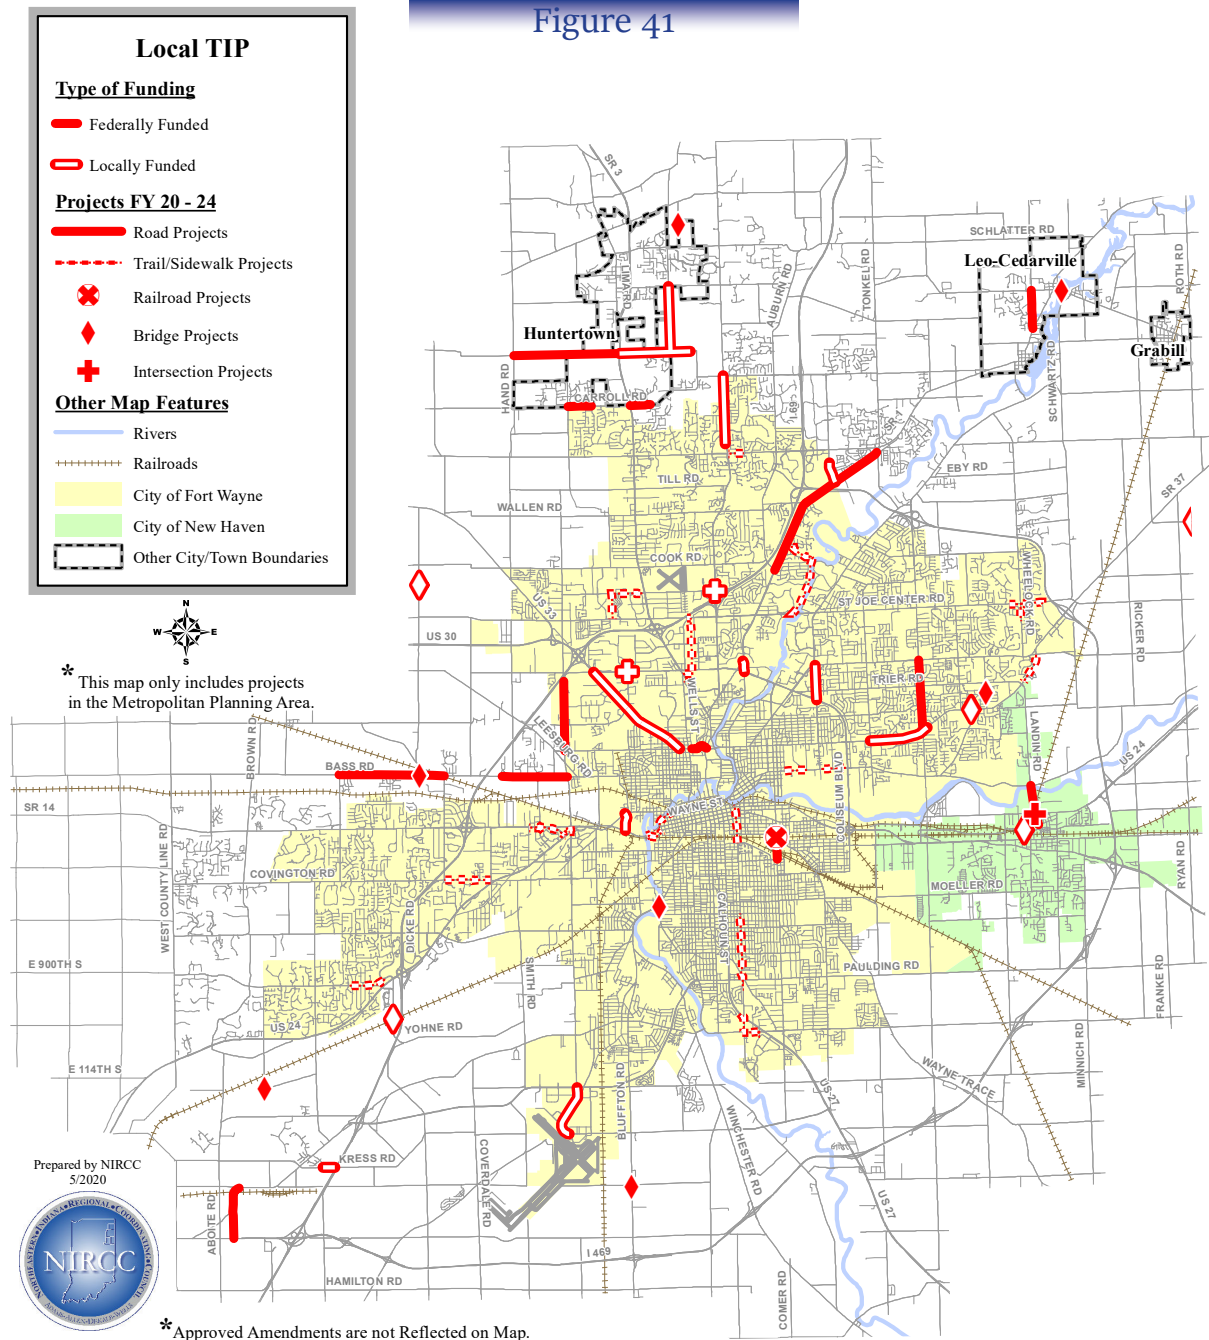 Figure 41
Local TIP
Type of Funding
Federally Funded
Locally Funded
Projects FY 20 - 24
Road Projects
Trail/Sidewalk Projects
Railroad Projects
Bridge Projects
Intersection Projects
Other Map Features
Rivers
Railroads
City of Fort Wayne
City of New Haven
Other City/Town Boundaries
N
W E
S
* This map only includes projects
in the Metropolitan Planning Area.
SR 3
LIMA RD
AUBURN RD
TONKEL RD
SCHLATTER RD
Leo-Cedarville
ROTH RD
Huntertown
Grabill
HAND RD
CARROLL RD
I 69
SR 1
SCHWARTZ RD
EBY RD
SR 37
TILL RD
WALLEN RD
COOK RD
US 33
ST JOE CENTER RD
WHEELOCK RD
RICKER RD
US 30
WELLS ST
TRIER RD
LEESBURG RD
LANDIN RD
US 24
BROWN RD
BASS RD
SR 14
WAYNE ST
COLISEUM BLVD
WEST COUNTY LINE RD
COVINGTON RD
MOELLER RD
RYAN RD
DICKE RD
CALHOUN ST
E 900TH S
SMITH RD
PAULDING RD
FRANKE RD
US 24
YOHNE RD
E 114TH S
BLUFFTON RD
US 27
WAYNE TRACE
MINNICH RD
WINCHESTER RD
COVERDALE RD
KRESS RD
ABOITE RD
US 27
I 469
HAMILTON RD
COMER RD
Prepared by NIRCC
5/2020
NORTHEASTERN•INDIANA•REGIONAL•COORDINATING•COUNCIL
NIRCC
*Approved Amendments are not Reflected on Map.